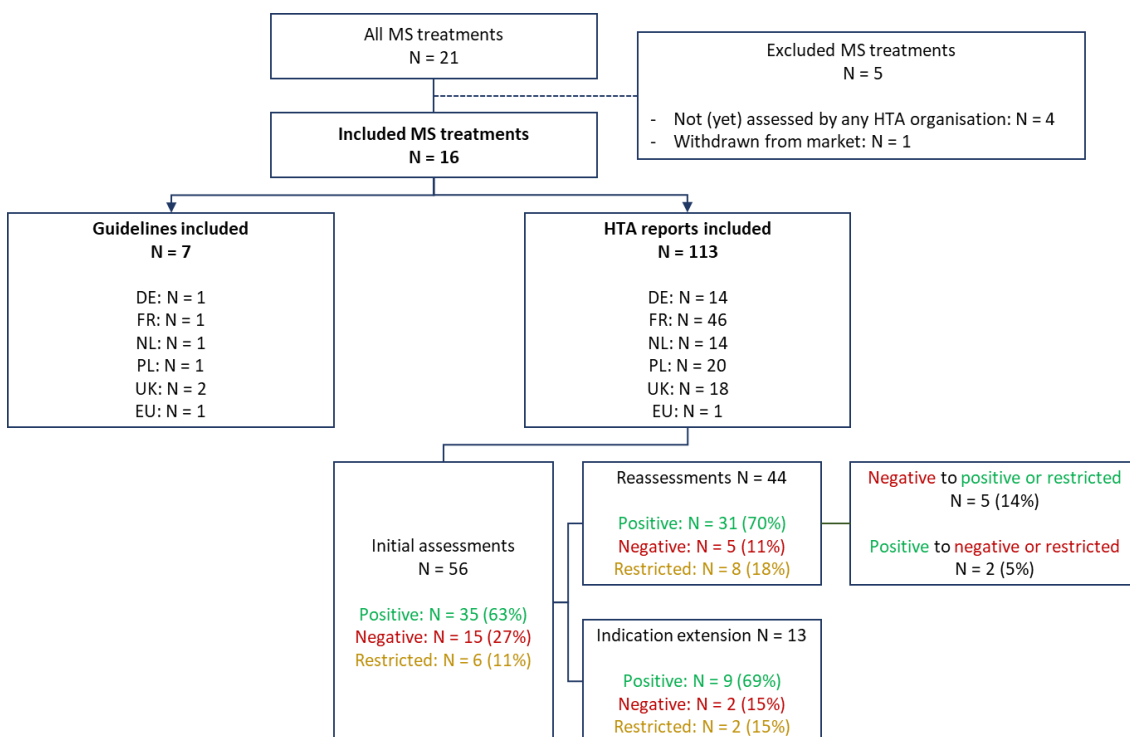 All MS treatments
N = 21
Excluded MS treatments
N = 5
- Not (yet) assessed by any HTA organisation: N = 4
- Withdrawn from market: N = 1
Included MS treatments
N = 16
Guidelines included
N = 7
DE: N = 1
FR: N = 1
NL: N = 1
PL: N = 1
UK: N = 2
EU: N = 1
HTA reports included
N = 113
DE: N = 14
FR: N = 46
NL: N = 14
PL: N = 20
UK: N = 18
EU: N = 1
Initial assessments
N = 56
Positive: N = 35 (63%)
Negative: N = 15 (27%)
Restricted: N = 6 (11%)
Reassessments N = 44
Positive: N = 31 (70%)
Negative: N = 5 (11%)
Restricted: N = 8 (18%)
Negative to positive or restricted
N = 5 (14%)
Positive to negative or restricted
N = 2 (5%)
Indication extension N = 13
Positive: N = 9 (69%)
Negative: N = 2 (15%)
Restricted: N = 2 (15%)